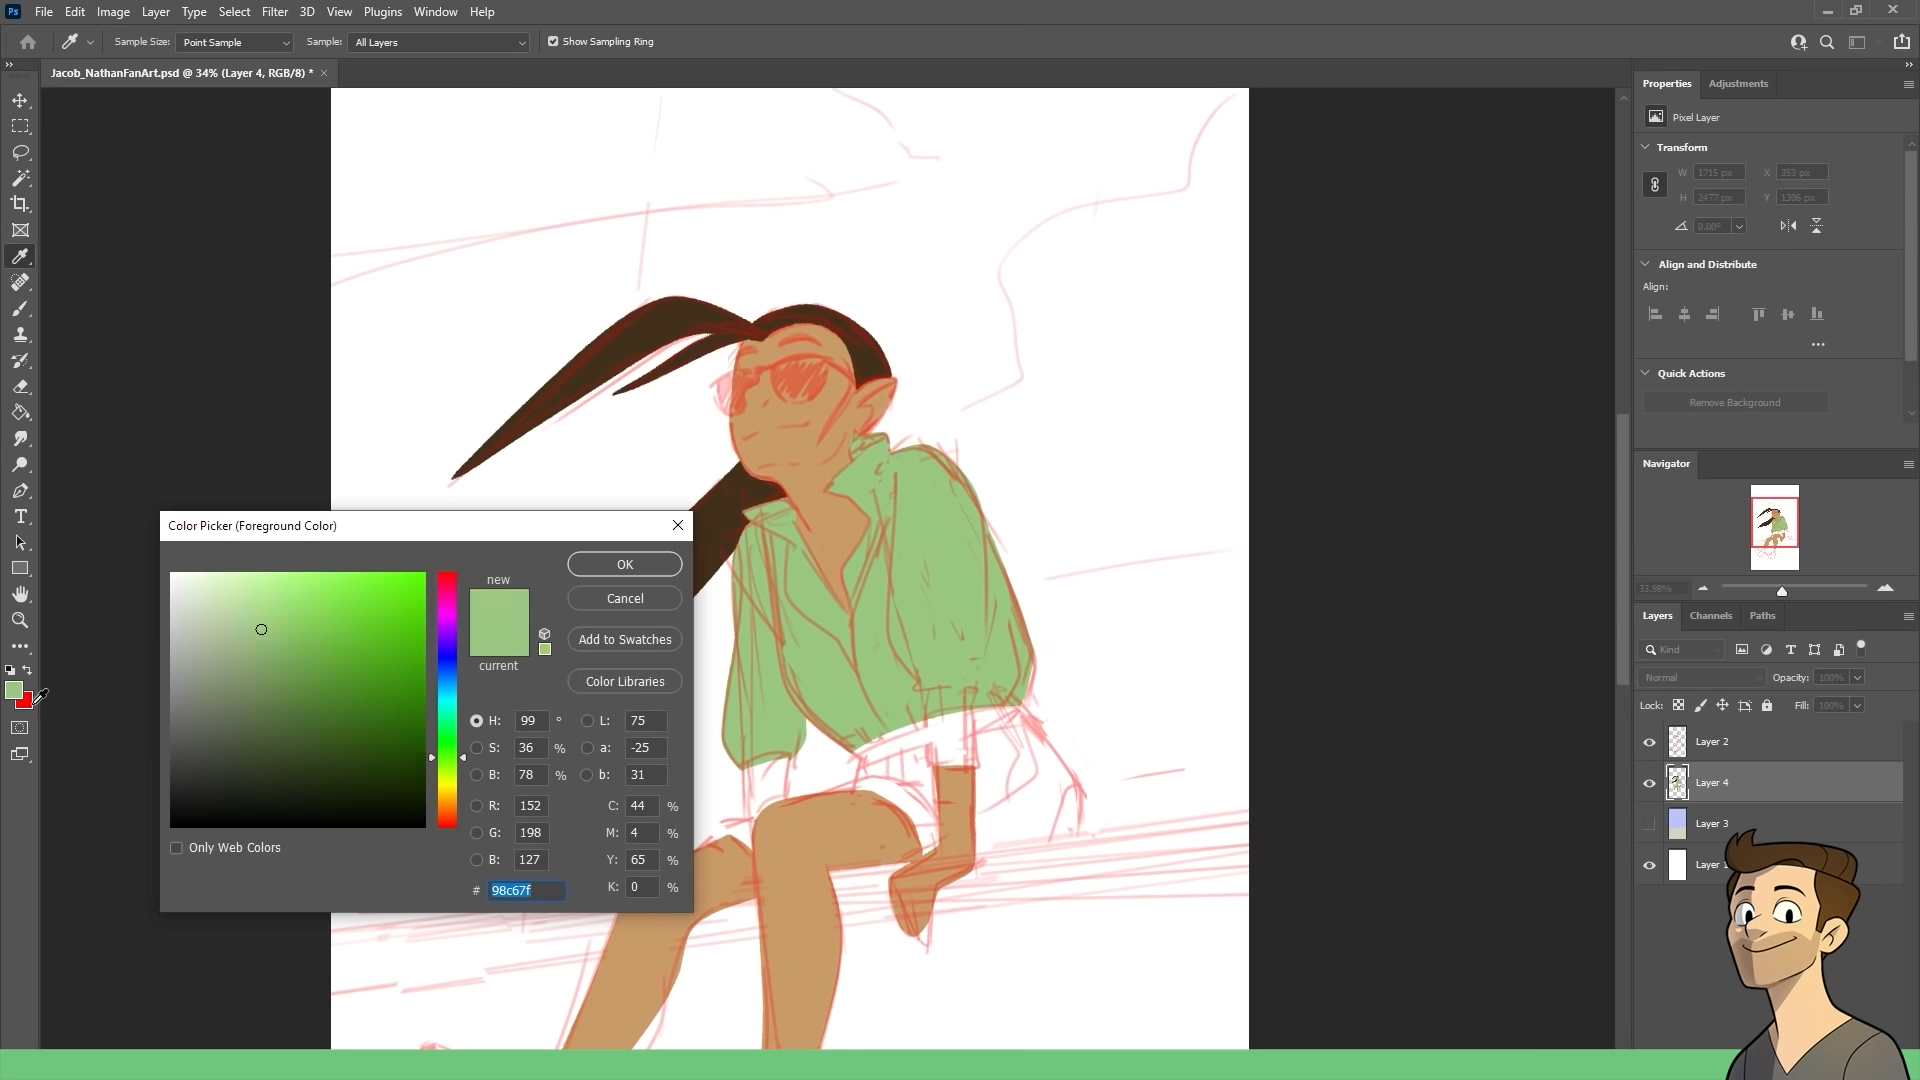 Ps File Edit Image Layer Type Select Filter 3D View Plugins Window Help
Sample Size: Point Sample Sample: All Layers Show Sampling Ring
Jacob_NathanFanArt.psd @ 34% (Layer 4, RGB/8) * ×
Properties Adjustments
Pixel Layer
Transform
W 1715 px X 353 px
H 2477 px Y 1306 px
0.00°
Align and Distribute
Align:
Quick Actions
Remove Background
Navigator
33.98%
Layers Channels Paths
Kind
Normal Opacity: 100%
Lock: Fill: 100%
Layer 2
Layer 4
Layer 3
Layer 1
Color Picker (Foreground Color)
new
current
OK
Cancel
Add to Swatches
Color Libraries
H: 99 ° L: 75
S: 36 % a: -25
B: 78 % b: 31
R: 152 C: 44 %
G: 198 M: 4 %
B: 127 Y: 65 %
# 98c67f K: 0 %
Only Web Colors